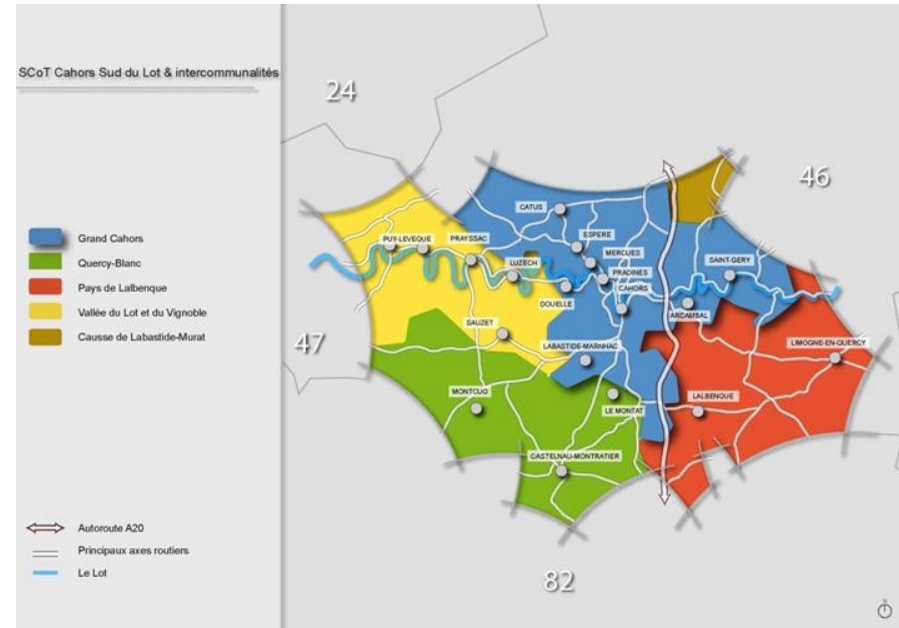 SCoT Cahors Sud du Lot & intercommunalités
Grand Cahors
Quercy-Blanc
Pays de Lalbenque
Vallée du Lot et du Vignoble
Causse de Labastide-Murat
Autoroute A20
Principaux axes routiers
Le Lot
24
46
47
82
CATUS
ESPERE
MERCUES
PRADINES
CAHORS
SAINT-GERY
PUY-LEVEQUE
PRAYSSAC
LUZECH
DOUELLE
ARCAMBAL
SAUZET
LABASTIDE-MARNHAC
LIMOGNE-EN-QUERCY
MONTCUQ
LE MONTAT
LALBENQUE
CASTELNAU-MONTRATIER